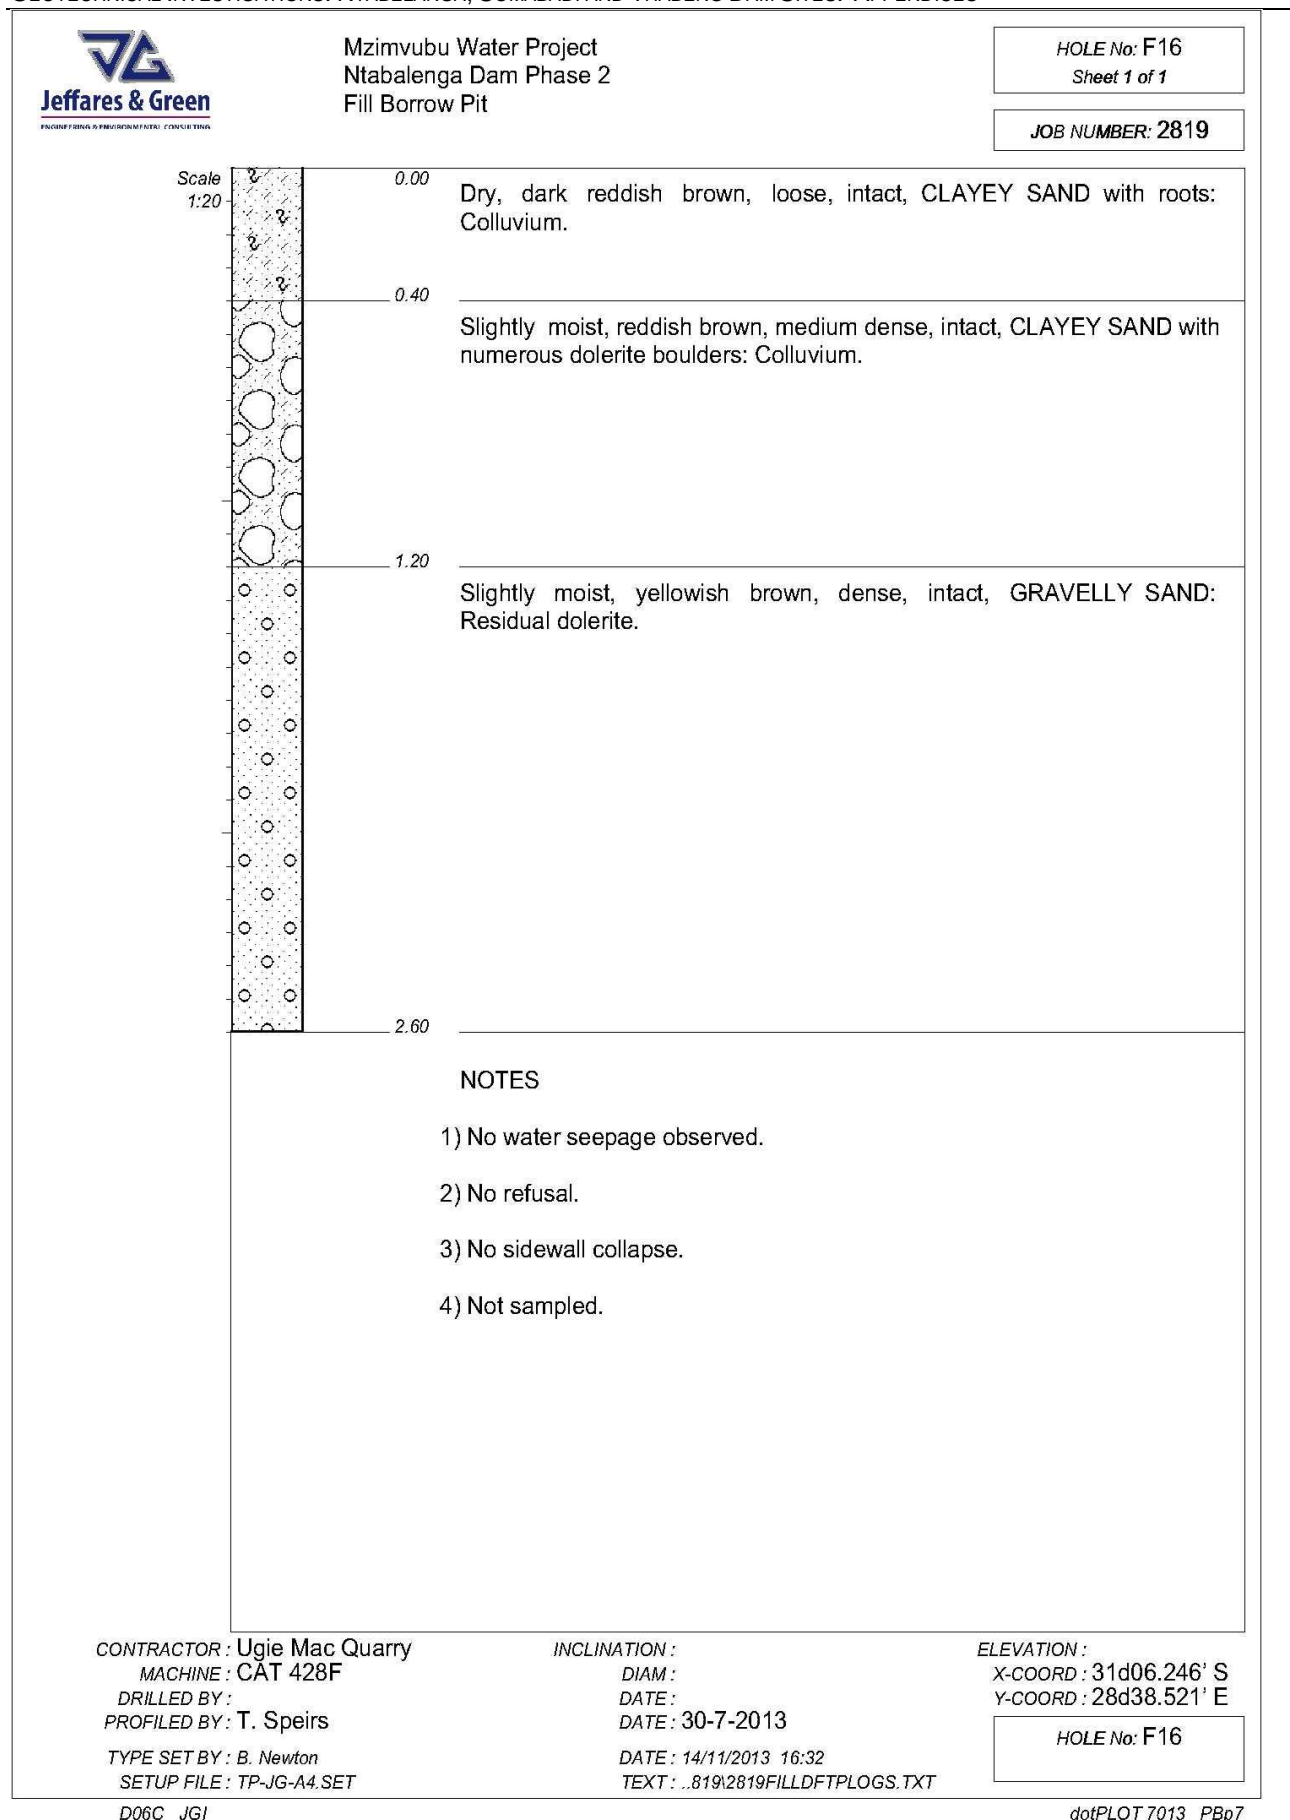 Jeffares & Green
ENGINEERING & ENVIRONMENTAL CONSULTING
Mzimvubu Water Project
Ntabalenga Dam Phase 2
Fill Borrow Pit
HOLE No: F16
Sheet 1 of 1
JOB NUMBER: 2819
Scale
1:20
0.00
Dry, dark reddish brown, loose, intact, CLAYEY SAND with roots:
Colluvium.
0.40
Slightly moist, reddish brown, medium dense, intact, CLAYEY SAND with
numerous dolerite boulders: Colluvium.
1.20
Slightly moist, yellowish brown, dense, intact, GRAVELLY SAND:
Residual dolerite.
2.60
NOTES
1) No water seepage observed.
2) No refusal.
3) No sidewall collapse.
4) Not sampled.
CONTRACTOR : Ugie Mac Quarry
MACHINE : CAT 428F
DRILLED BY :
PROFILED BY : T. Speirs
TYPE SET BY : B. Newton
SETUP FILE : TP-JG-A4.SET
INCLINATION :
DIAM :
DATE :
DATE : 30-7-2013
DATE : 14/11/2013 16:32
TEXT : ..819\2819FILLDFTPLOGS.TXT
ELEVATION :
X-COORD : 31d06.246' S
Y-COORD : 28d38.521' E
HOLE No: F16
D06C JGI
dotPLOT 7013 PBp7